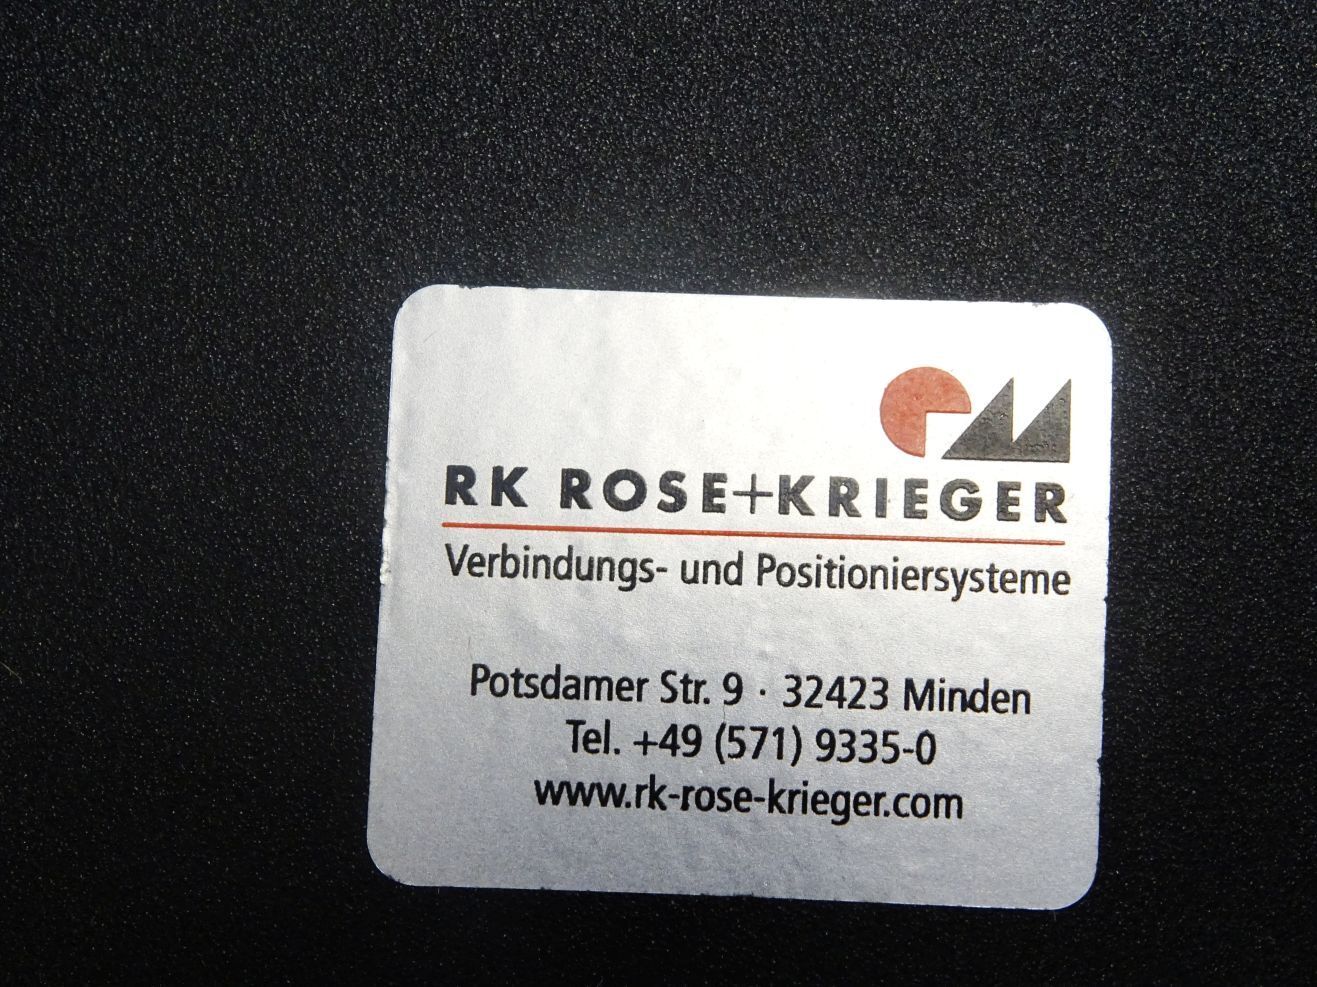 RK ROSE+KRIEGER
Verbindungs- und Positioniersysteme
Potsdamer Str. 9 · 32423 Minden
Tel. +49 (571) 9335-0
www.rk-rose-krieger.com